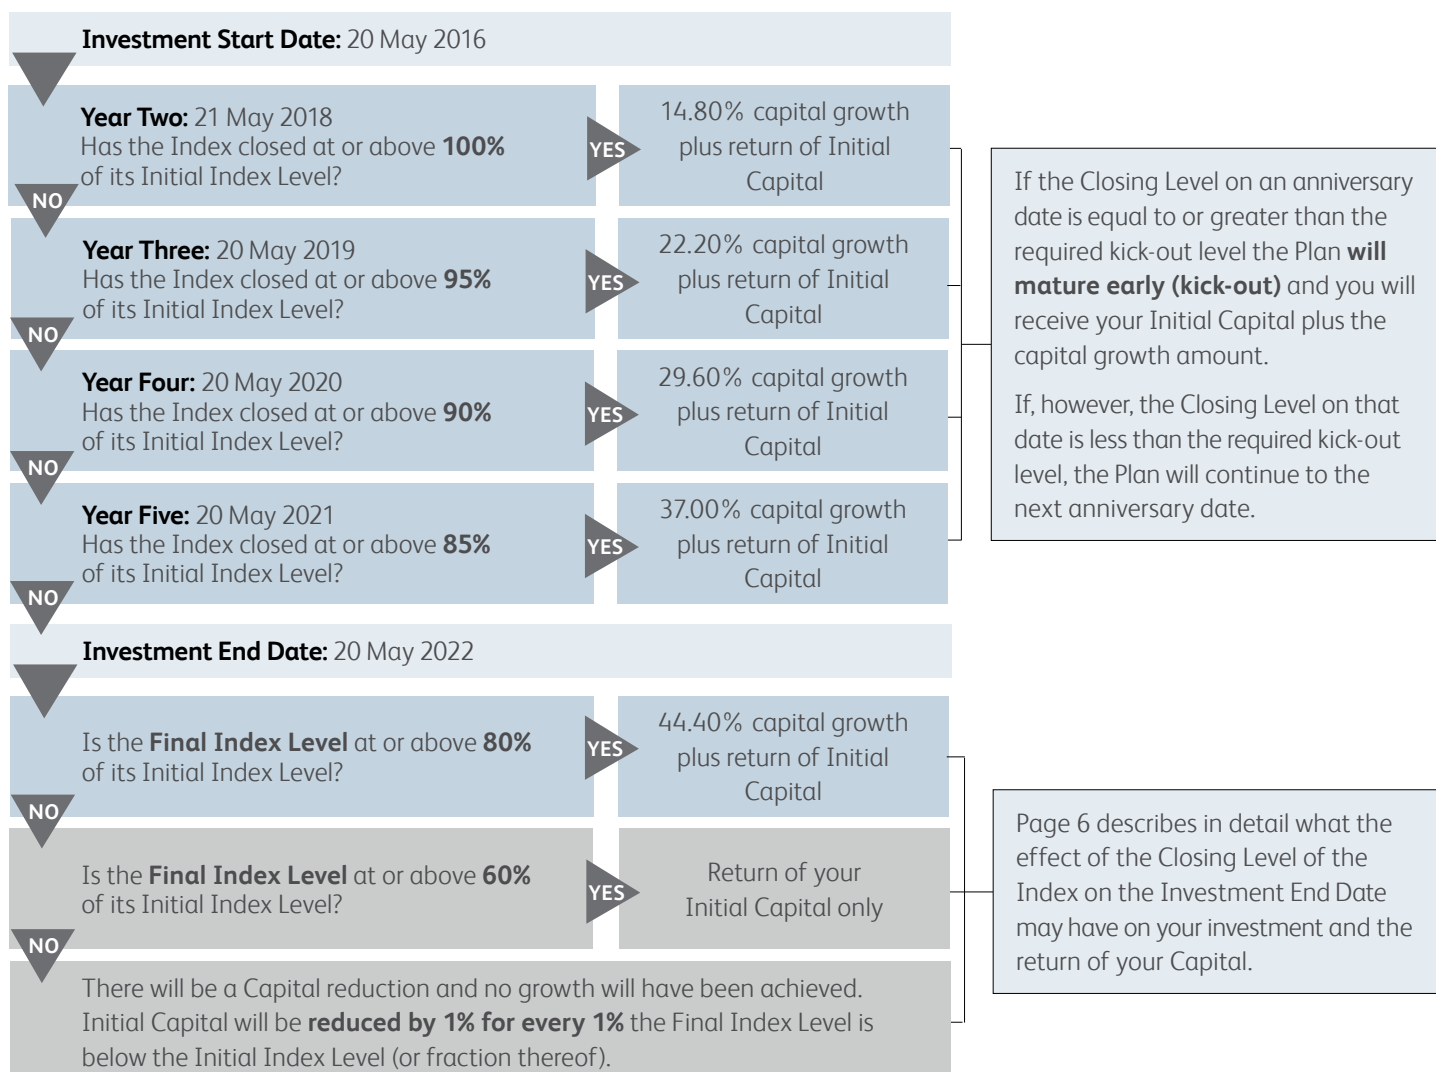 Investment Start Date: 20 May 2016
Year Two: 21 May 2018
Has the Index closed at or above 100%
of its Initial Index Level?
YES
14.80% capital growth
plus return of Initial
Capital
NO
Year Three: 20 May 2019
Has the Index closed at or above 95%
of its Initial Index Level?
YES
22.20% capital growth
plus return of Initial
Capital
NO
Year Four: 20 May 2020
Has the Index closed at or above 90%
of its Initial Index Level?
YES
29.60% capital growth
plus return of Initial
Capital
NO
Year Five: 20 May 2021
Has the Index closed at or above 85%
of its Initial Index Level?
YES
37.00% capital growth
plus return of Initial
Capital
NO
If the Closing Level on an anniversary
date is equal to or greater than the
required kick-out level the Plan will
mature early (kick-out) and you will
receive your Initial Capital plus the
capital growth amount.
If, however, the Closing Level on that
date is less than the required kick-out
level, the Plan will continue to the
next anniversary date.
Investment End Date: 20 May 2022
Is the Final Index Level at or above 80%
of its Initial Index Level?
YES
44.40% capital growth
plus return of Initial
Capital
NO
Is the Final Index Level at or above 60%
of its Initial Index Level?
YES
Return of your
Initial Capital only
NO
There will be a Capital reduction and no growth will have been achieved.
Initial Capital will be reduced by 1% for every 1% the Final Index Level is
below the Initial Index Level (or fraction thereof).
Page 6 describes in detail what the
effect of the Closing Level of the
Index on the Investment End Date
may have on your investment and the
return of your Capital.